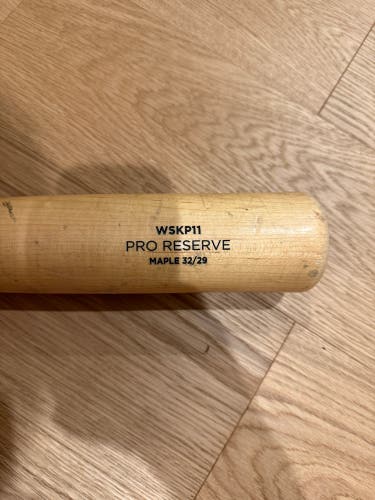 WSKP11
PRO RESERVE
MAPLE 32/29